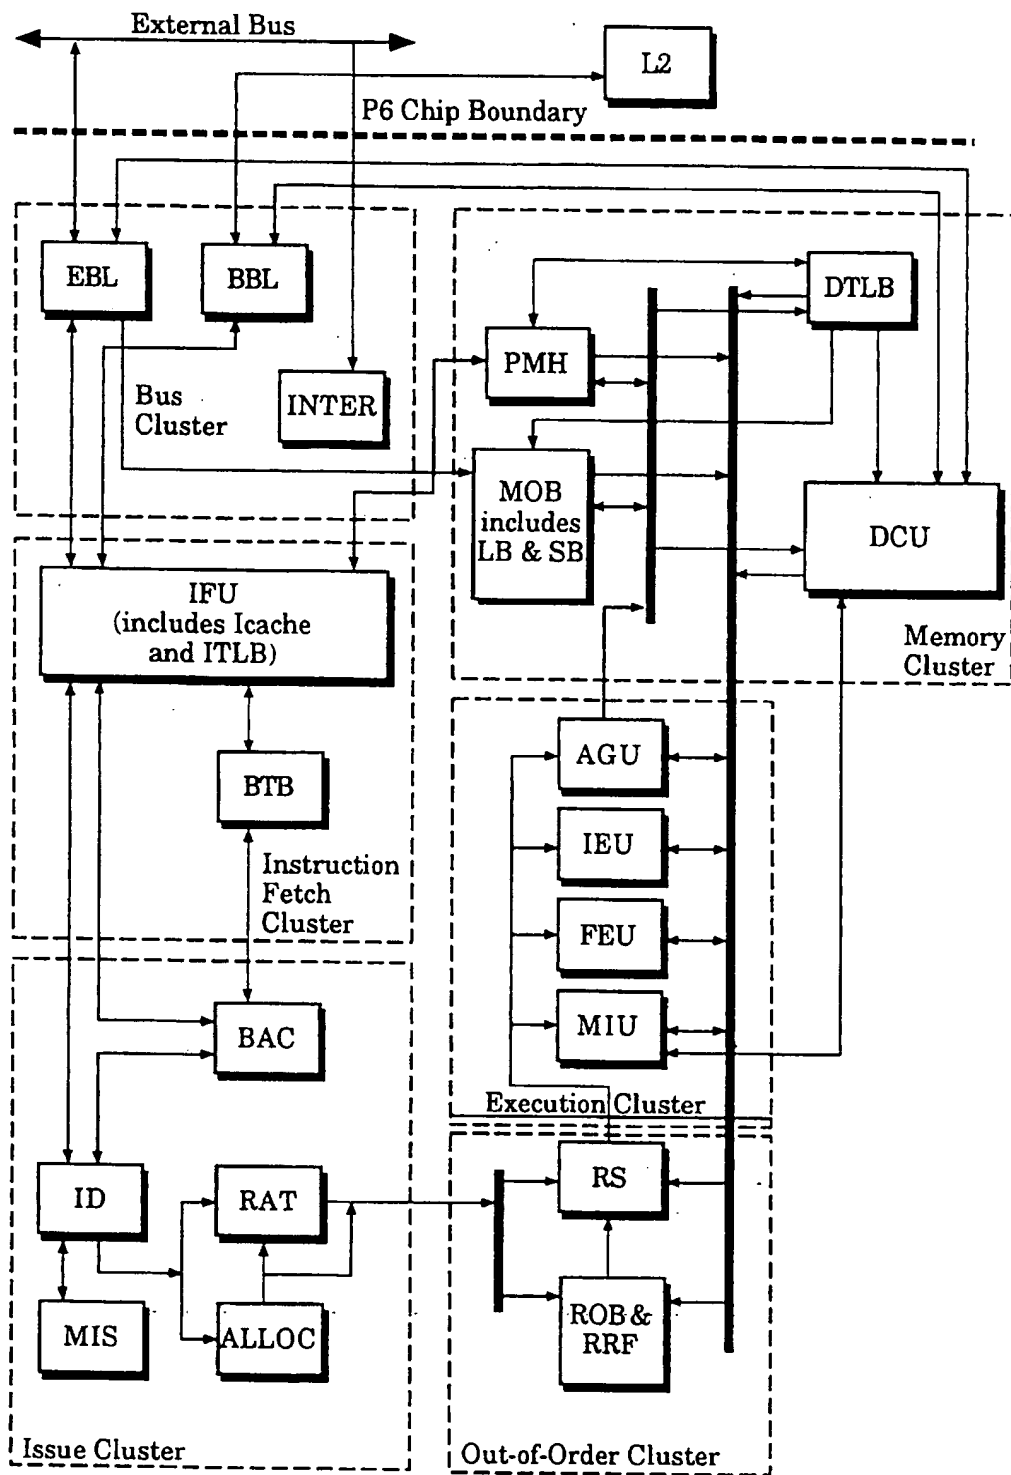 External Bus
L2
P6 Chip Boundary
EBL
BBL
INTER
Bus
Cluster
DTLB
PMH
MOB
includes
LB & SB
DCU
Memory
Cluster
IFU
(includes Icache
and ITLB)
BTB
Instruction
Fetch
Cluster
AGU
IEU
FEU
MIU
Execution Cluster
BAC
ID
RAT
MIS
ALLOC
Issue Cluster
RS
ROB &
RRF
Out-of-Order Cluster